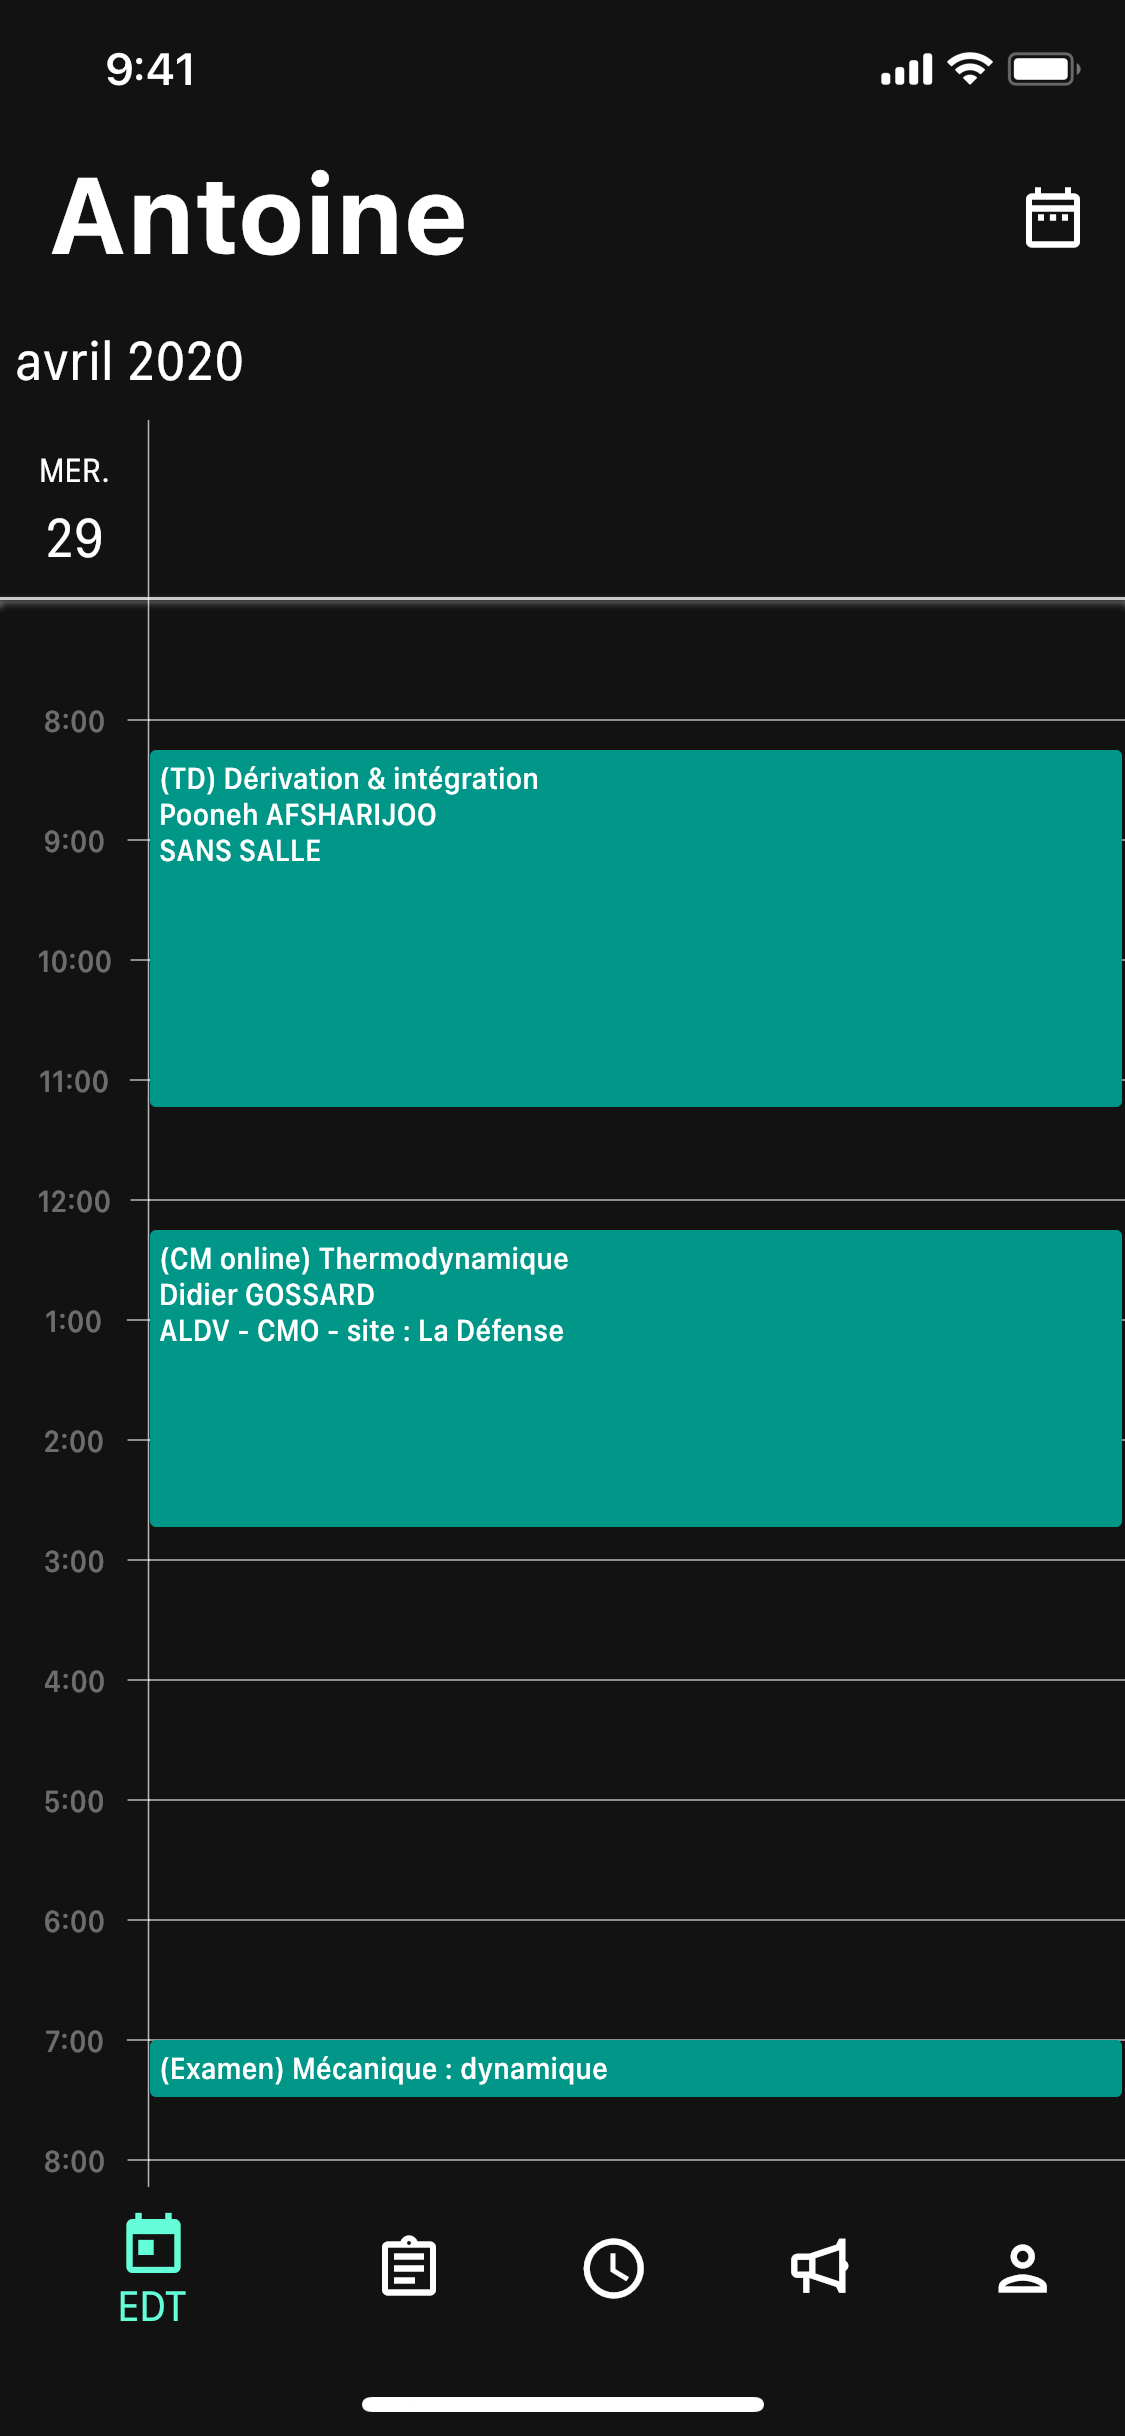 9:41
Antoine
avril 2020
MER.
29
8:00
(TD) Dérivation & intégration
Pooneh AFSHARIJOO
9:00
SANS SALLE
10:00
11:00
12:00
(CM online) Thermodynamique
Didier GOSSARD
1:00
ALDV - CMO - site : La Défense
2:00
3:00
4:00
5:00
6:00
7:00
(Examen) Mécanique : dynamique
8:00
EDT